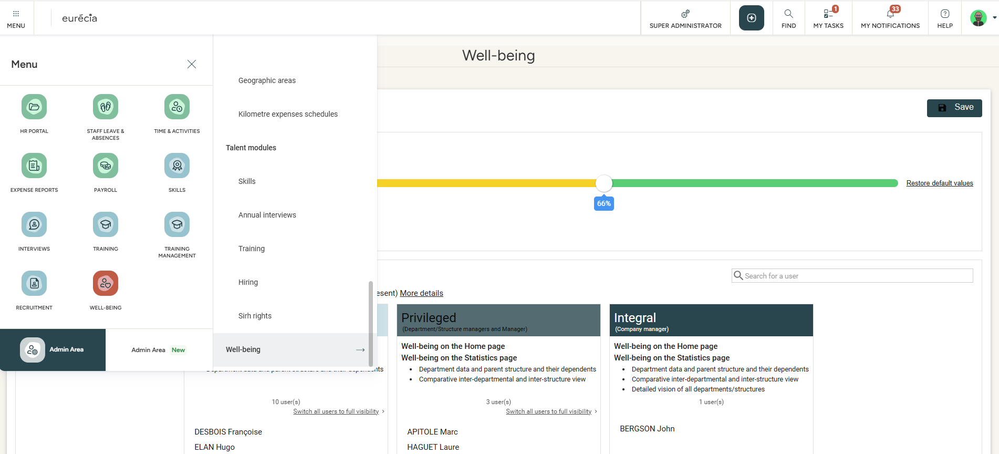 MENU
eurécia
SUPER ADMINISTRATOR
FIND
1
MY TASKS
33
MY NOTIFICATIONS
HELP
Menu
HR PORTAL
STAFF LEAVE &
ABSENCES
TIME & ACTIVITIES
EXPENSE REPORTS
PAYROLL
SKILLS
INTERVIEWS
TRAINING
TRAINING
MANAGEMENT
RECRUITMENT
WELL-BEING
Admin Area
Admin Area New
Geographic areas
Kilometre expenses schedules
Talent modules
Skills
Annual interviews
Training
Hiring
Sirh rights
Well-being
Well-being
Save
Restore default values
66%
Search for a user
esent) More details
Department data and parent structure and their dependents
10 user(s)
Switch all users to full visibility
DESBOIS Françoise
ELAN Hugo
Privileged
(Department/Structure managers and Manager)
Well-being on the Home page
Well-being on the Statistics page
• Department data and parent structure and their dependents
• Comparative inter-departmental and inter-structure view
3 user(s)
Switch all users to full visibility
APITOLE Marc
HAGUET Laure
Integral
(Company manager)
Well-being on the Home page
Well-being on the Statistics page
• Department data and parent structure and their dependents
• Comparative inter-departmental and inter-structure view
• Detailed vision of all departments/structures
1 user(s)
BERGSON John